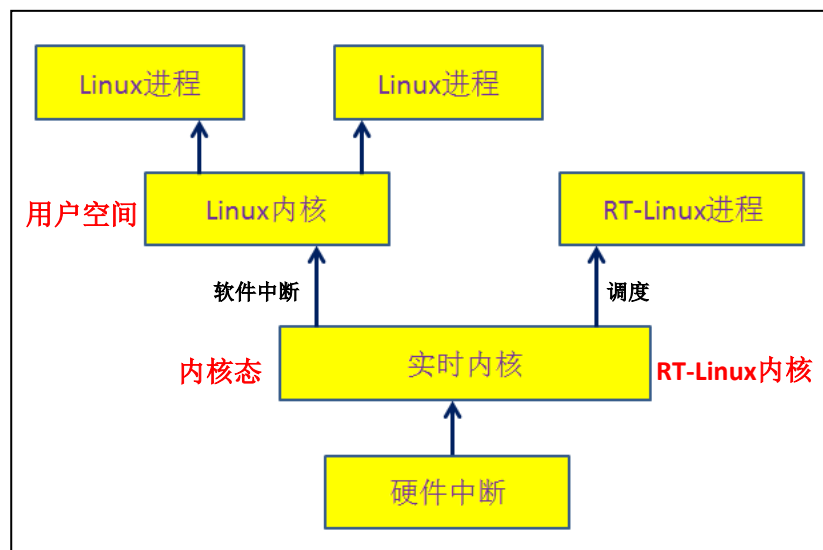 Linux进程
Linux进程
用户空间
Linux内核
RT-Linux进程
软件中断
调度
内核态
实时内核
RT-Linux内核
硬件中断